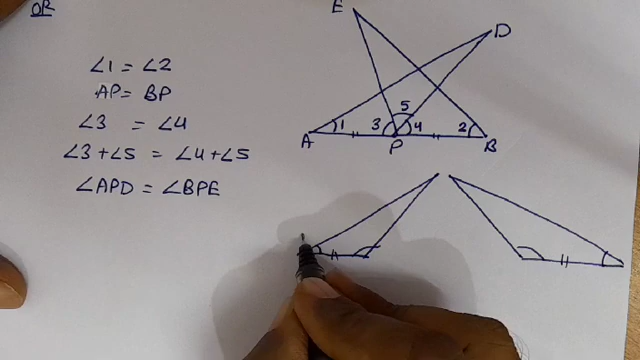 OR
∠1 = ∠2
AP = BP
∠3 = ∠4
∠3 + ∠5 = ∠4 + ∠5
∠APD = ∠BPE
E
D
5
1
3
4
2
A
P
B